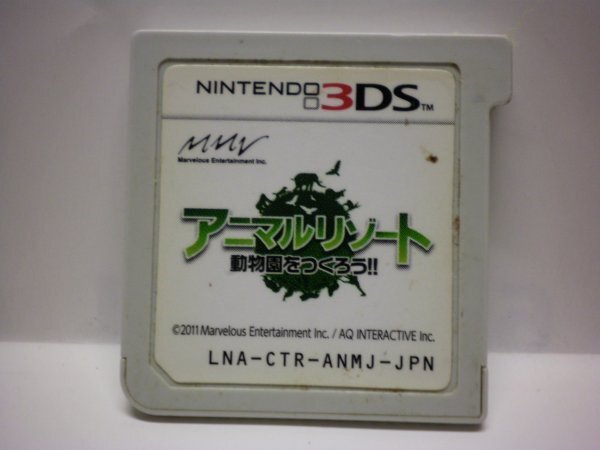 NINTENDO 3DS™
Marvelous Entertainment Inc.
アニマルリゾート
動物園をつくろう!!
©2011 Marvelous Entertainment Inc. / AQ INTERACTIVE Inc.
LNA-CTR-ANMJ-JPN